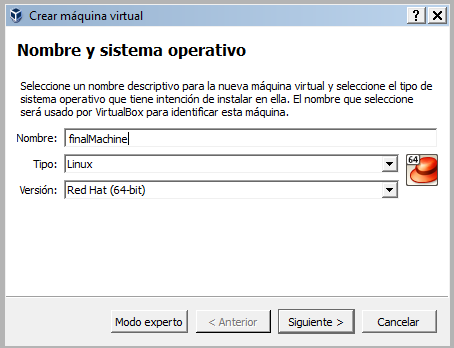 Crear máquina virtual
Nombre y sistema operativo
Seleccione un nombre descriptivo para la nueva máquina virtual y seleccione el tipo de
sistema operativo que tiene intención de instalar en ella. El nombre que seleccione
será usado por VirtualBox para identificar esta máquina.
Nombre: finalMachine
Tipo: Linux
64
Versión: Red Hat (64-bit)
Modo experto < Anterior Siguiente > Cancelar